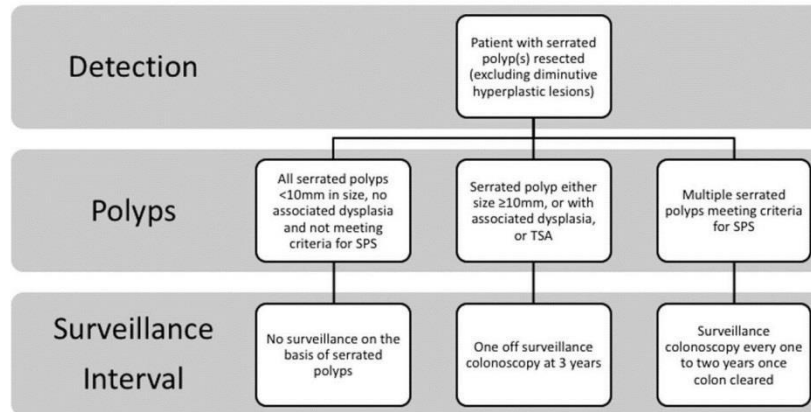 Detection
Patient with serrated
polyp(s) resected
(excluding diminutive
hyperplastic lesions)
Polyps
All serrated polyps
<10mm in size, no
associated dysplasia
and not meeting
criteria for SPS
Serrated polyp either
size ≥10mm, or with
associated dysplasia,
or TSA
Multiple serrated
polyps meeting criteria
for SPS
Surveillance
Interval
No surveillance on the
basis of serrated
polyps
One off surveillance
colonoscopy at 3 years
Surveillance
colonoscopy every one
to two years once
colon cleared